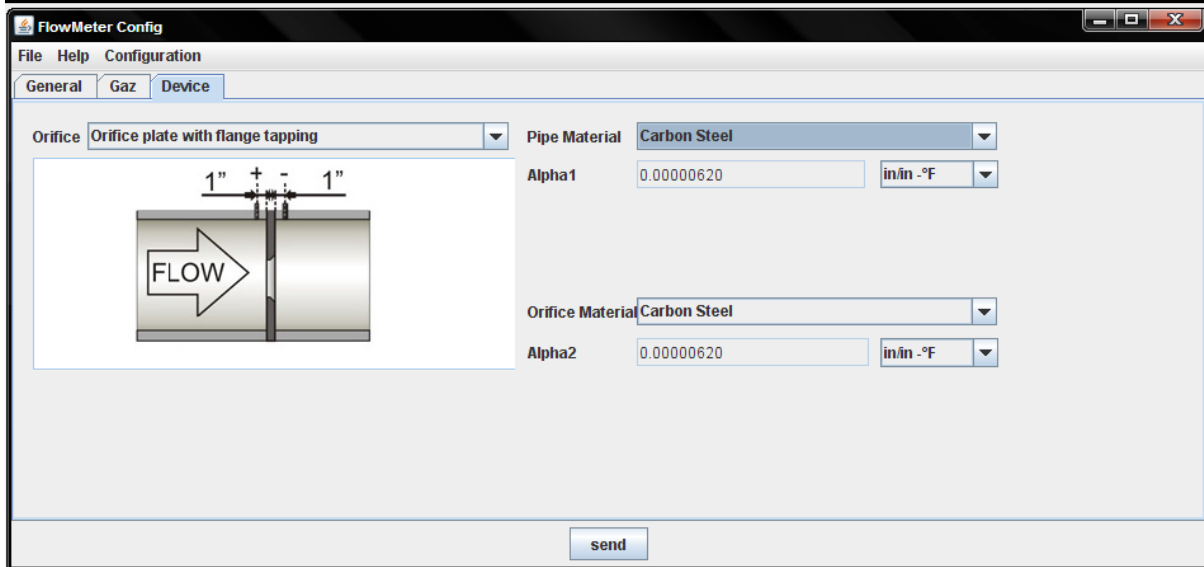 FlowMeter Config
File Help Configuration
General Gaz Device
Orifice Orifice plate with flange tapping
1" + - 1"
FLOW
Pipe Material Carbon Steel
Alpha1 0.00000620 in/in -°F
Orifice Material Carbon Steel
Alpha2 0.00000620 in/in -°F
send